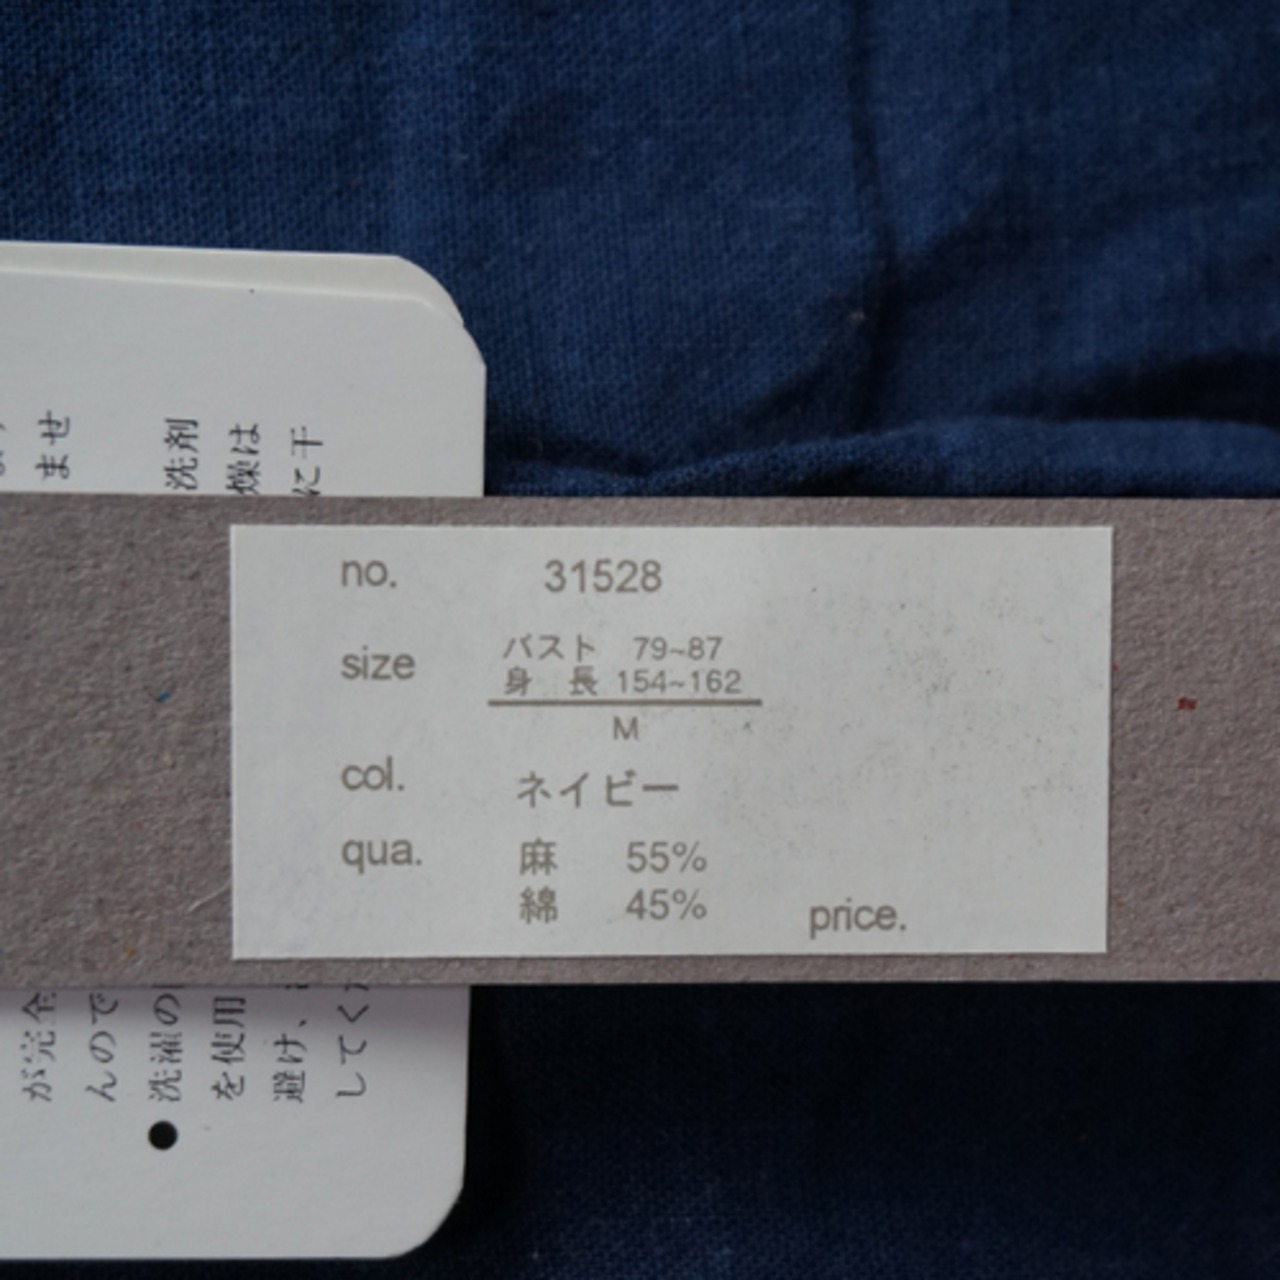 no. 31528
size バスト 79~87
身 長 154~162
M
col. ネイビー
qua. 麻 55%
綿 45%
price.
ませ
洗剤
燥は
に干
が完全
んので
●洗濯の
を使用
避け、
してく